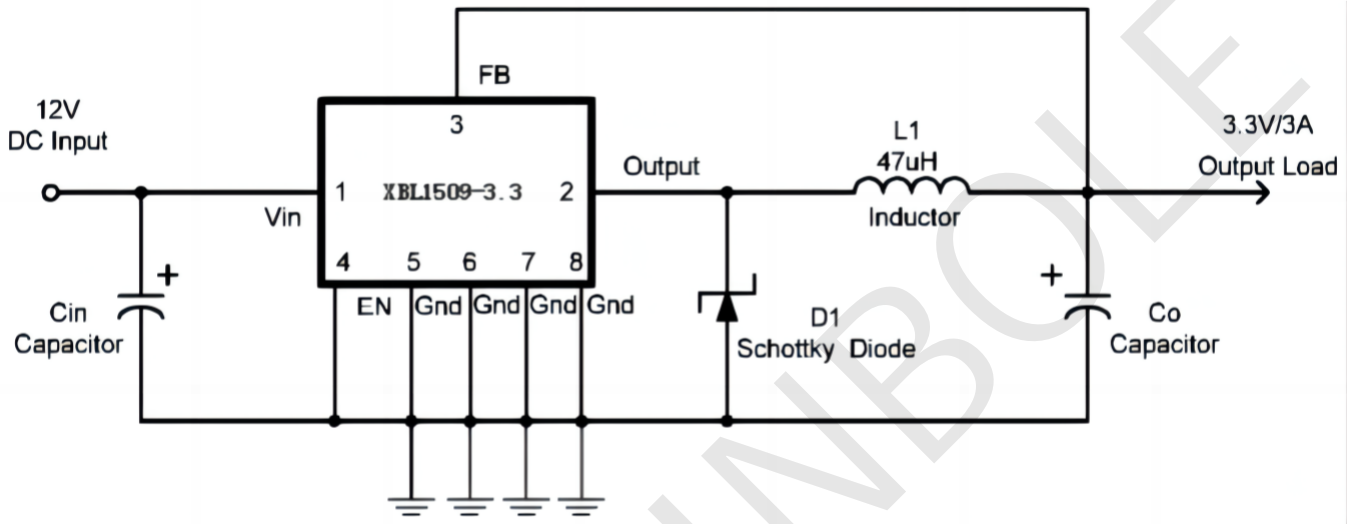 FB
12V
DC Input
3
L1
47uH
3.3V/3A
Output Load
Output
1
XBL1509-3.3
2
Vin
Inductor
4 5 6 7 8
EN Gnd Gnd Gnd Gnd
+
+
Cin
Capacitor
D1
Schottky Diode
Co
Capacitor
INBOLE